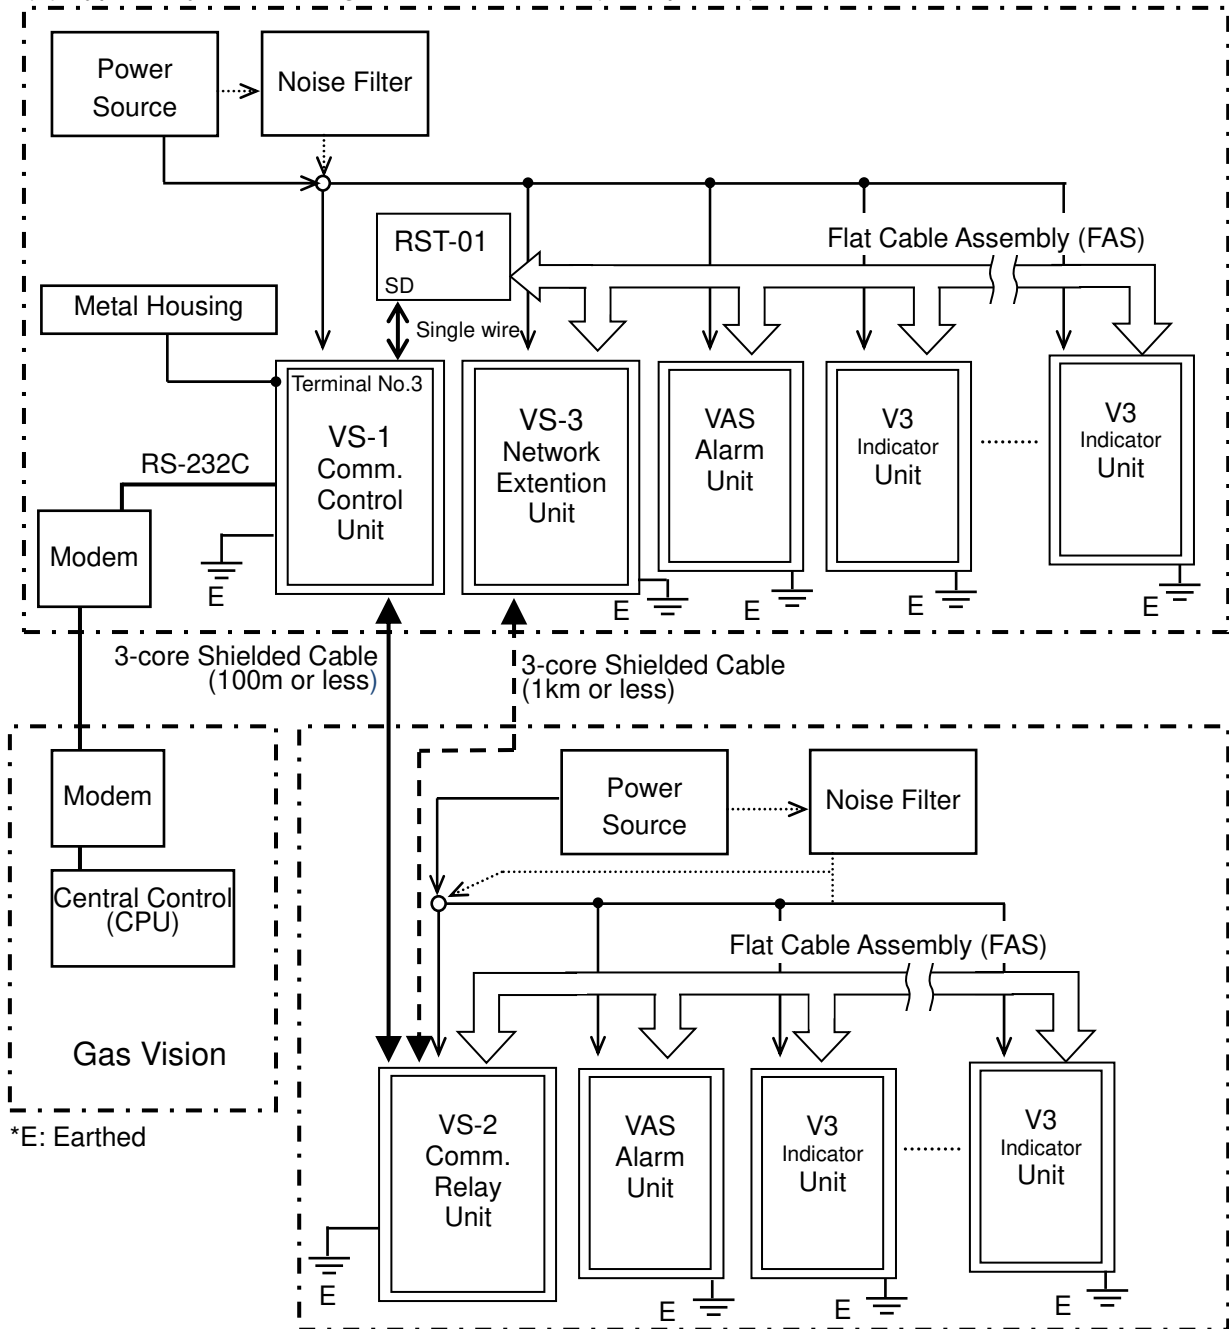 Power
Source
Noise Filter
RST-01
SD
Flat Cable Assembly (FAS)
Metal Housing
Single wire
Terminal No.3
VS-1
Comm.
Control
Unit
VS-3
Network
Extention
Unit
VAS
Alarm
Unit
V3
Indicator
Unit
V3
Indicator
Unit
RS-232C
Modem
E
E
E
E
E
3-core Shielded Cable
(100m or less)
3-core Shielded Cable
(1km or less)
Modem
Central Control
(CPU)
Gas Vision
*E: Earthed
Power
Source
Noise Filter
Flat Cable Assembly (FAS)
VS-2
Comm.
Relay
Unit
VAS
Alarm
Unit
V3
Indicator
Unit
V3
Indicator
Unit
E
E
E
E